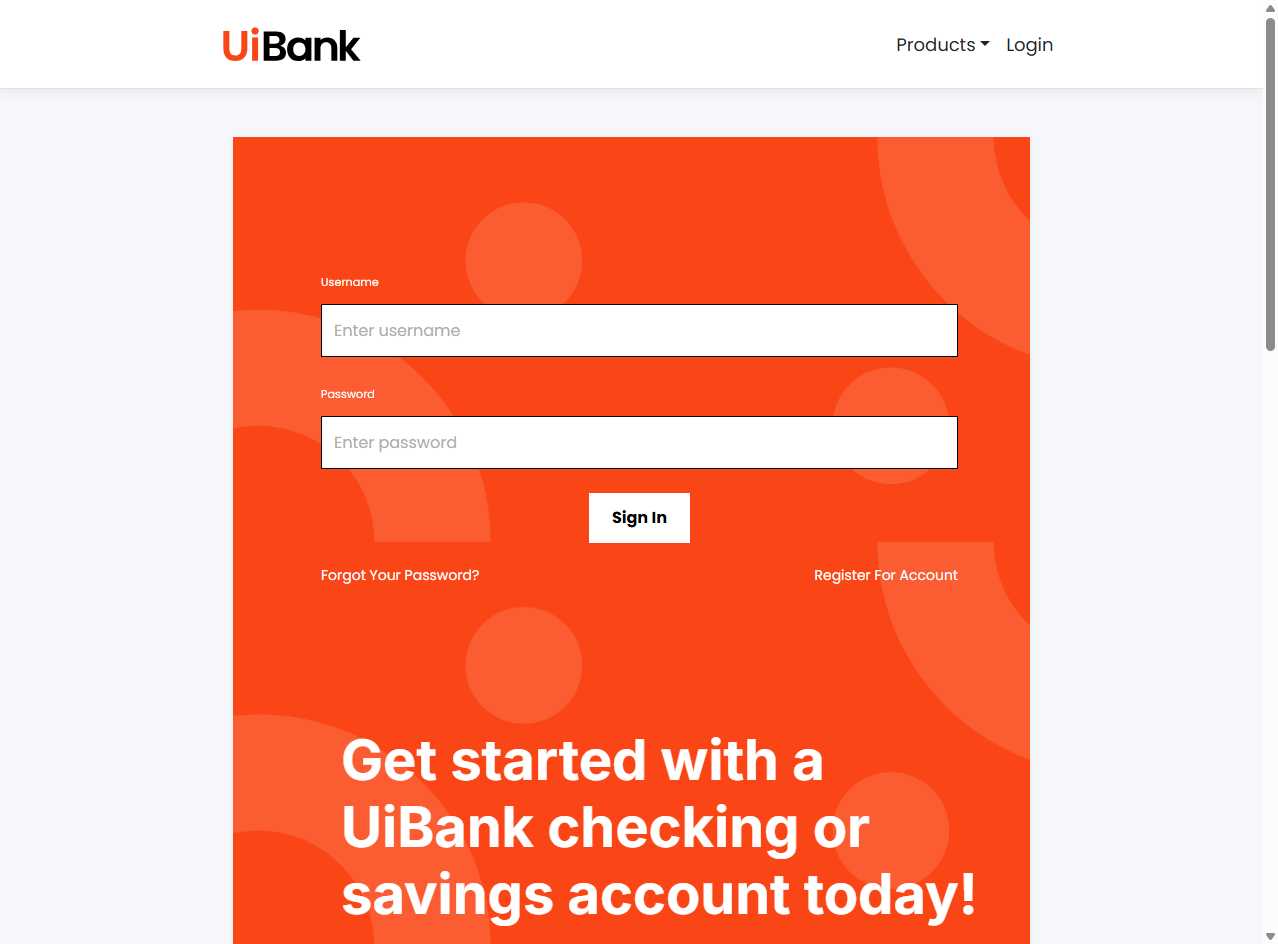 UiBank
Products Login
Username
Enter username
Password
Enter password
Sign In
Forgot Your Password? Register For Account
Get started with a
UiBank checking or
savings account today!